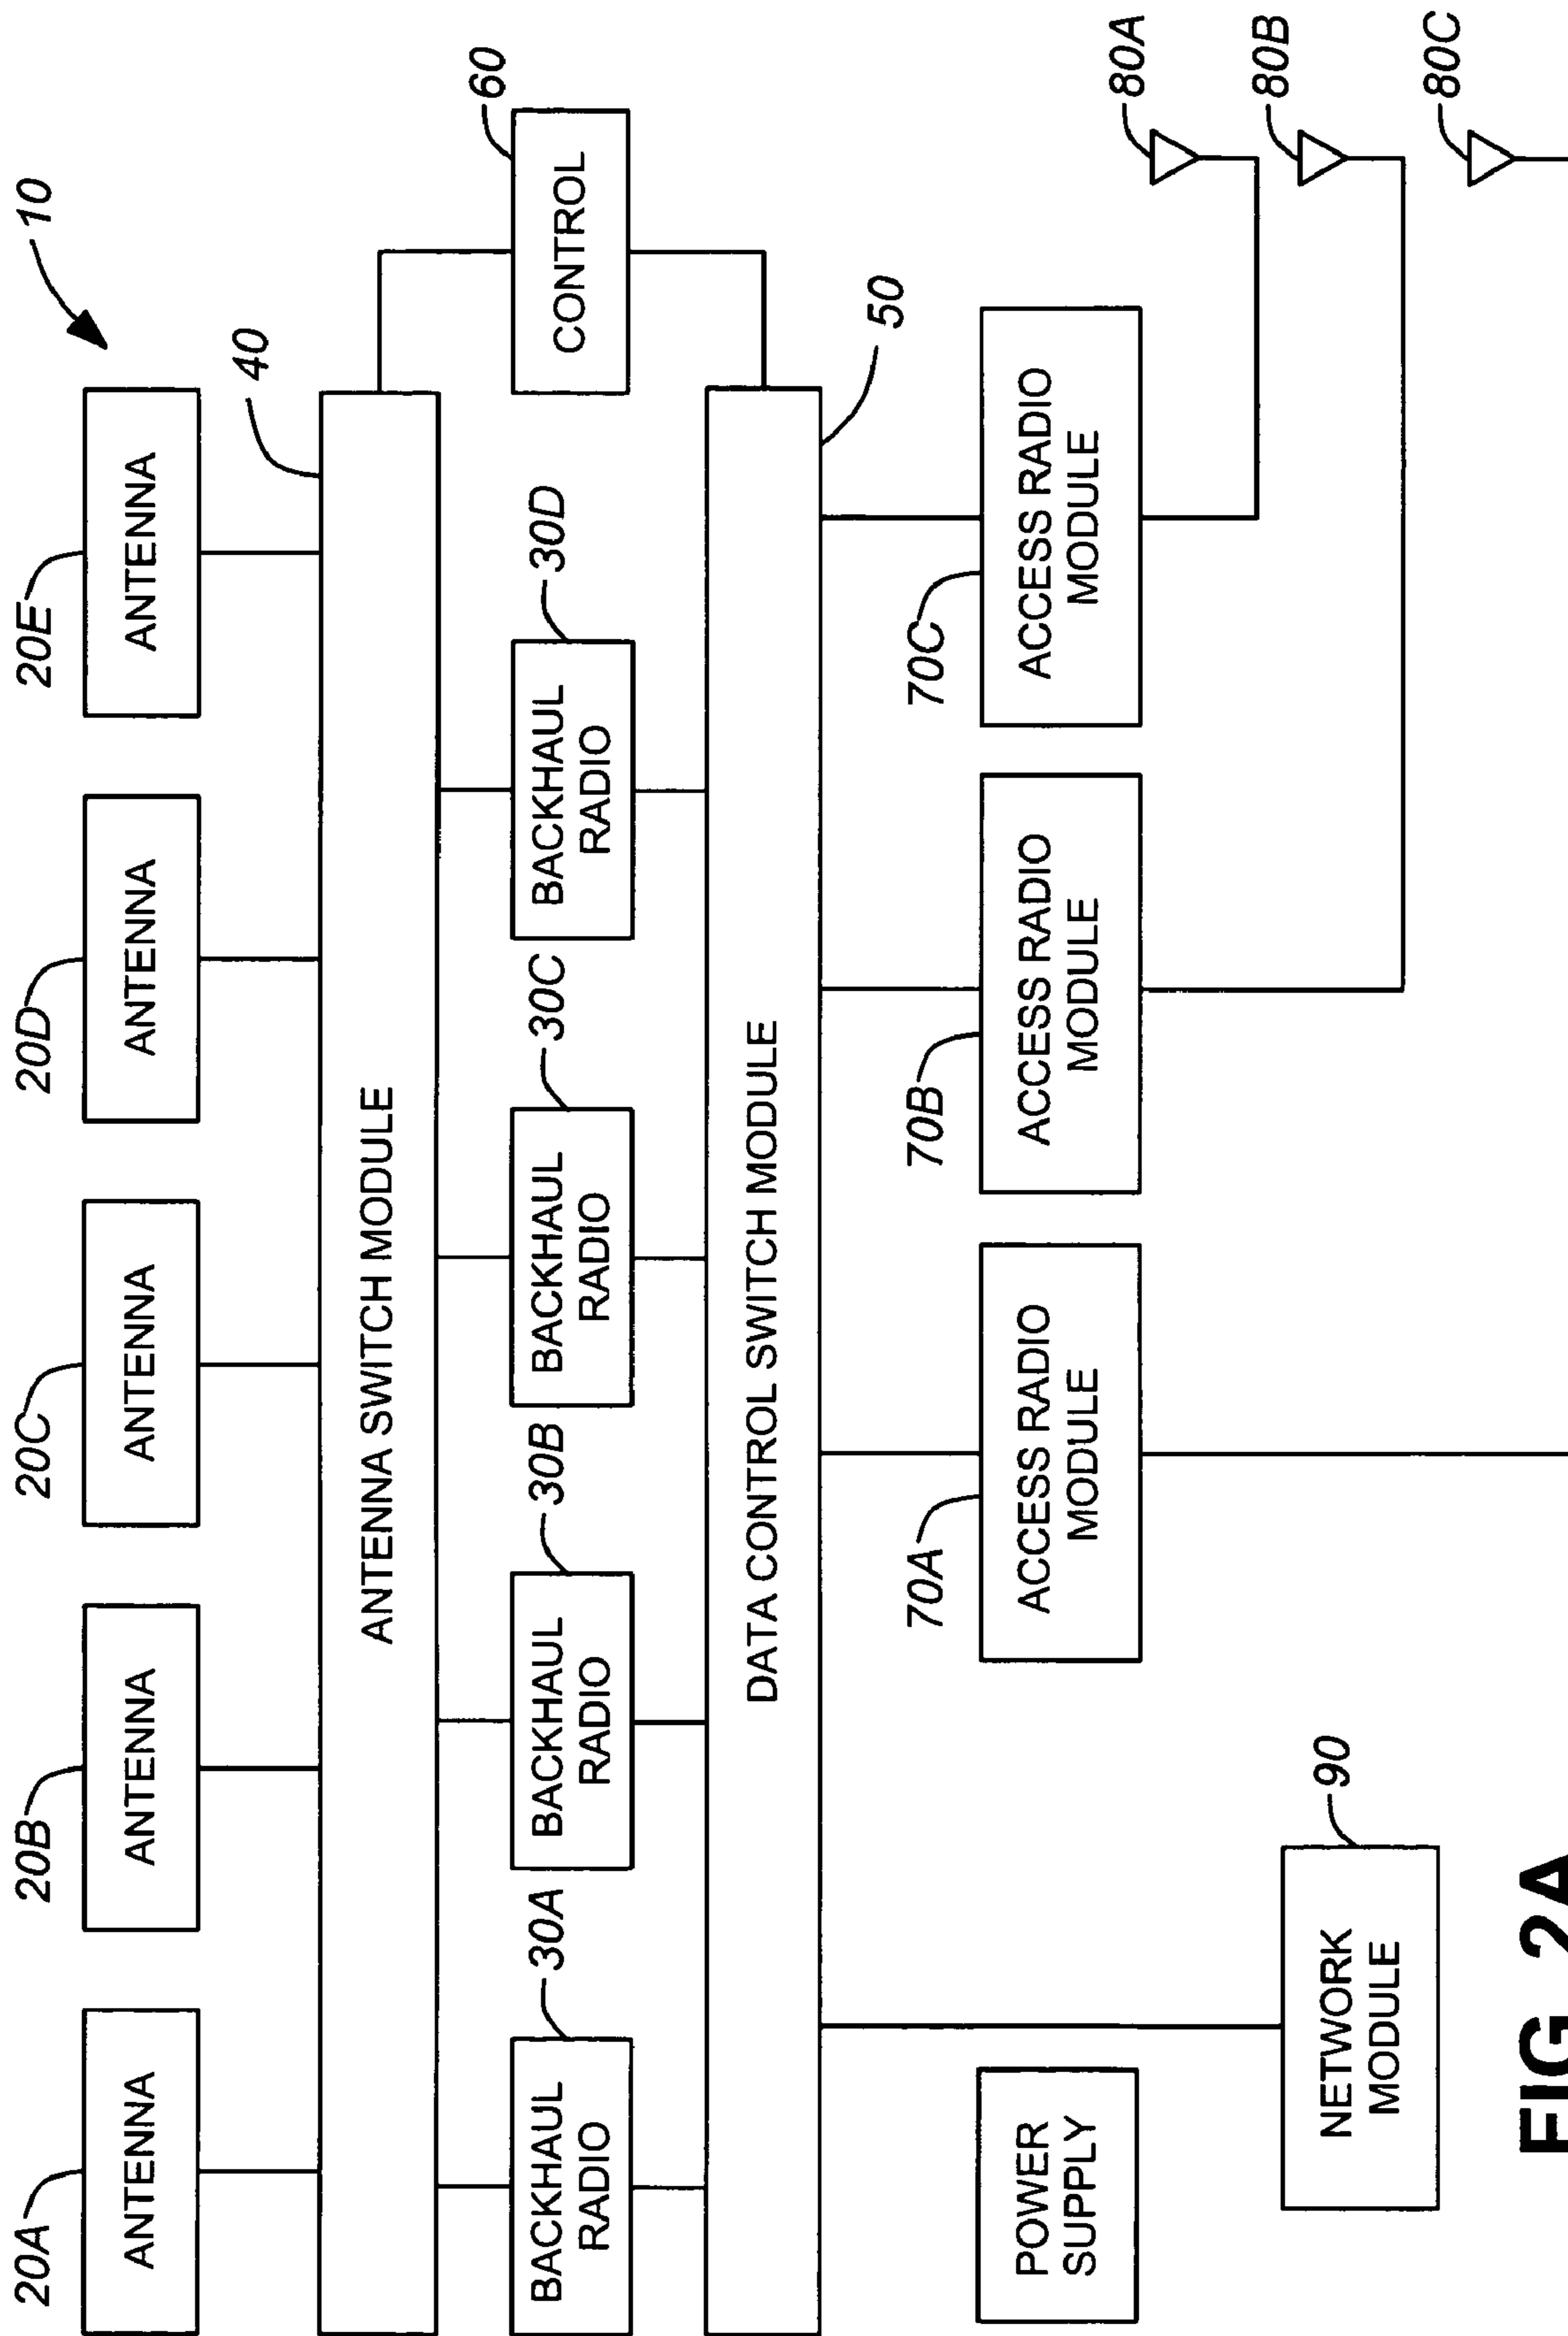 10
20A
20B
20C
20D
20E
ANTENNA
ANTENNA
ANTENNA
ANTENNA
ANTENNA
40
60
ANTENNA SWITCH MODULE
30A
30B
30C
30D
BACKHAUL
RADIO
BACKHAUL
RADIO
BACKHAUL
RADIO
BACKHAUL
RADIO
CONTROL
DATA CONTROL SWITCH MODULE
50
70A
70B
70C
POWER
SUPPLY
ACCESS RADIO
MODULE
ACCESS RADIO
MODULE
ACCESS RADIO
MODULE
80A
80B
80C
90
NETWORK
MODULE
FIG. 2A